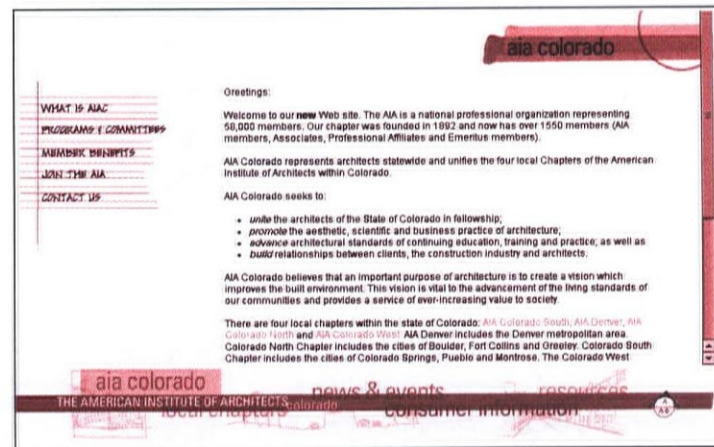 aia colorado
WHAT IS AIAC
PROGRAMS & COMMITTEES
MEMBER BENEFITS
JOIN THE AIA
CONTACT US
Greetings:
Welcome to our new Web site. The AIA is a national professional organization representing
58,000 members. Our chapter was founded in 1892 and now has over 1550 members (AIA
members, Associates, Professional Affiliates and Emeritus members).
AIA Colorado represents architects statewide and unifies the four local Chapters of the American
Institute of Architects within Colorado.
AIA Colorado seeks to:
• unite the architects of the State of Colorado in fellowship;
• promote the aesthetic, scientific and business practice of architecture;
• advance architectural standards of continuing education, training and practice; as well as
• build relationships between clients, the construction industry and architects.
AIA Colorado believes that an important purpose of architecture is to create a vision which
improves the built environment. This vision is vital to the advancement of the living standards of
our communities and provides a service of ever-increasing value to society.
There are four local chapters within the state of Colorado: AIA Colorado South, AIA Denver, AIA
Colorado North and AIA Colorado West. AIA Denver includes the Denver metropolitan area.
Colorado North Chapter includes the cities of Boulder, Fort Collins and Greeley. Colorado South
Chapter includes the cities of Colorado Springs, Pueblo and Montrose. The Colorado West
aia colorado
news & events
resources
THE AMERICAN INSTITUTE OF ARCHITECTS colorado
local chapters
consumer information